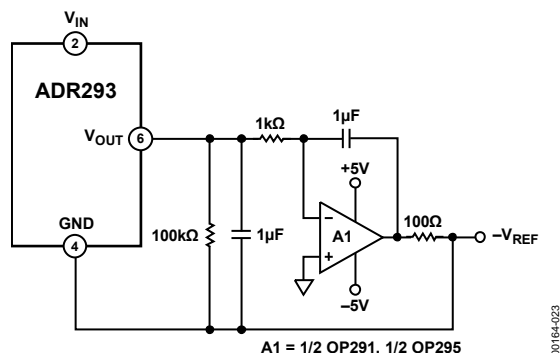 VIN
2
ADR293
VOUT
6
GND
4
1kΩ
1µF
+5V
100kΩ
1µF
−
A1
+
100Ω
−VREF
−5V
A1 = 1/2 OP291, 1/2 OP295
00164-023